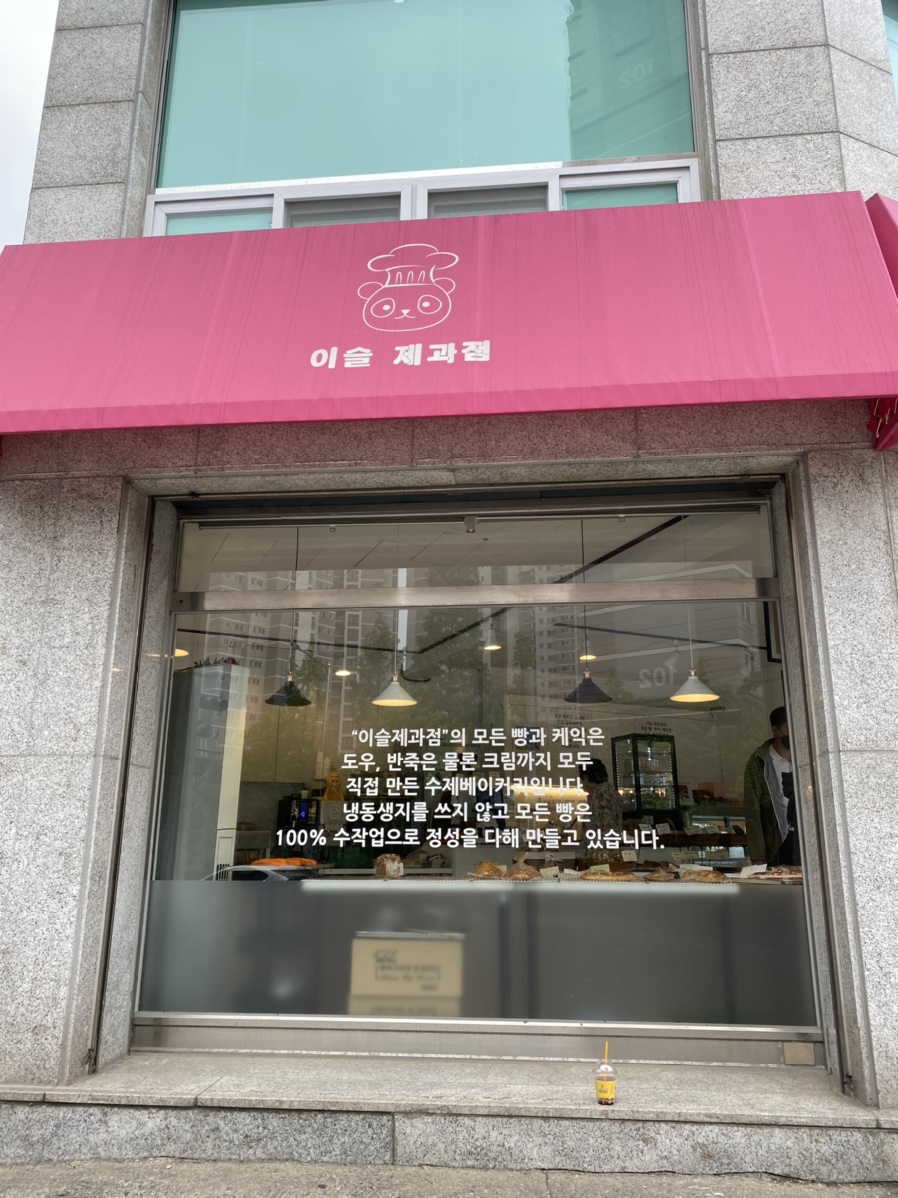 이슬 제과점
“이슬제과점”의 모든 빵과 케익은
도우, 반죽은 물론 크림까지 모두
직접 만든 수제베이커리입니다.
냉동생지를 쓰지 않고 모든 빵은
100% 수작업으로 정성을 다해 만들고 있습니다.
102
102